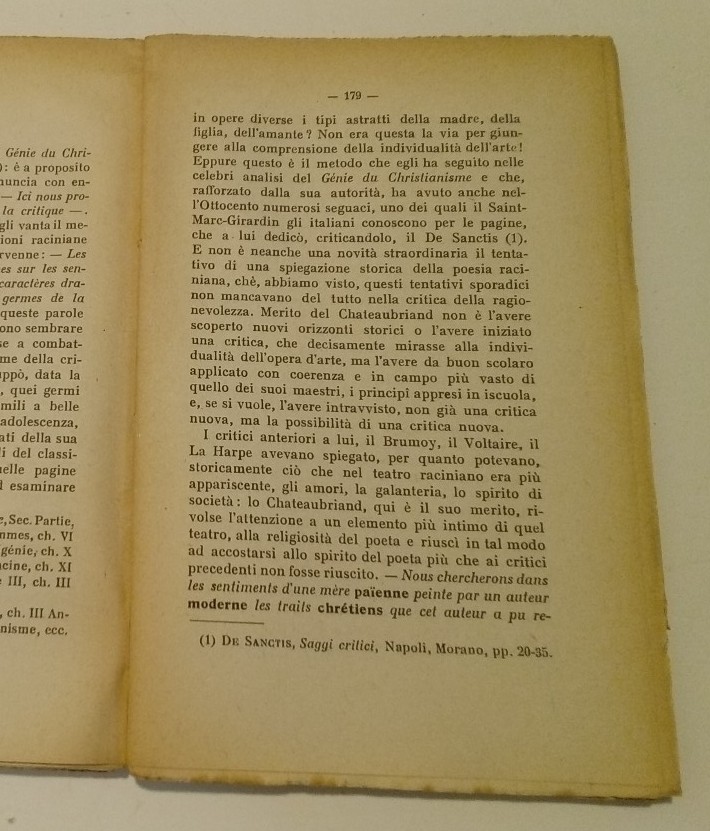 Génie du Chri-
): è a proposito
nuncia con en-
— Ici nous pro-
la critique —.
gli vanta il me-
ioni raciniane
rvenne: — Les
es sur les sen-
caractères dra-
germes de la
queste parole
ono sembrare
se a combat-
me della cri-
uppò, data la
, quei germi
mili a belle
adolescenza,
ati della sua
li del classi-
uelle pagine
d esaminare
e, Sec. Partie,
nmes, ch. VI
génie, ch. X
cine, ch. XI
e III, ch. III
, ch. III An-
nisme, ecc.
— 179 —
in opere diverse i tipi astratti della madre, della
figlia, dell'amante? Non era questa la via per giun-
gere alla comprensione della individualità dell'arte!
Eppure questo è il metodo che egli ha seguito nelle
celebri analisi del Génie du Christianisme e che,
rafforzato dalla sua autorità, ha avuto anche nel-
l'Ottocento numerosi seguaci, uno dei quali il Saint-
Marc-Girardin gli italiani conoscono per le pagine,
che a lui dedicò, criticandolo, il De Sanctis (1).
E non è neanche una novità straordinaria il tenta-
tivo di una spiegazione storica della poesia raci-
niana, chè, abbiamo visto, questi tentativi sporadici
non mancavano del tutto nella critica della ragio-
nevolezza. Merito del Chateaubriand non è l'avere
scoperto nuovi orizzonti storici o l'avere iniziato
una critica, che decisamente mirasse alla indivi-
dualità dell'opera d'arte, ma l'avere da buon scolaro
applicato con coerenza e in campo più vasto di
quello dei suoi maestri, i principî appresi in iscuola,
e, se si vuole, l'avere intravvisto, non già una critica
nuova, ma la possibilità di una critica nuova.
I critici anteriori a lui, il Brumoy, il Voltaire, il
La Harpe avevano spiegato, per quanto potevano,
storicamente ciò che nel teatro raciniano era più
appariscente, gli amori, la galanteria, lo spirito di
società: lo Chateaubriand, qui è il suo merito, ri-
volse l'attenzione a un elemento più intimo di quel
teatro, alla religiosità del poeta e riuscì in tal modo
ad accostarsi allo spirito del poeta più che ai critici
precedenti non fosse riuscito. — Nous chercherons dans
les sentiments d'une mère païenne peinte par un auteur
moderne les traits chrétiens que cet auteur a pu re-
(1) De Sanctis, Saggi critici, Napoli, Morano, pp. 20-35.